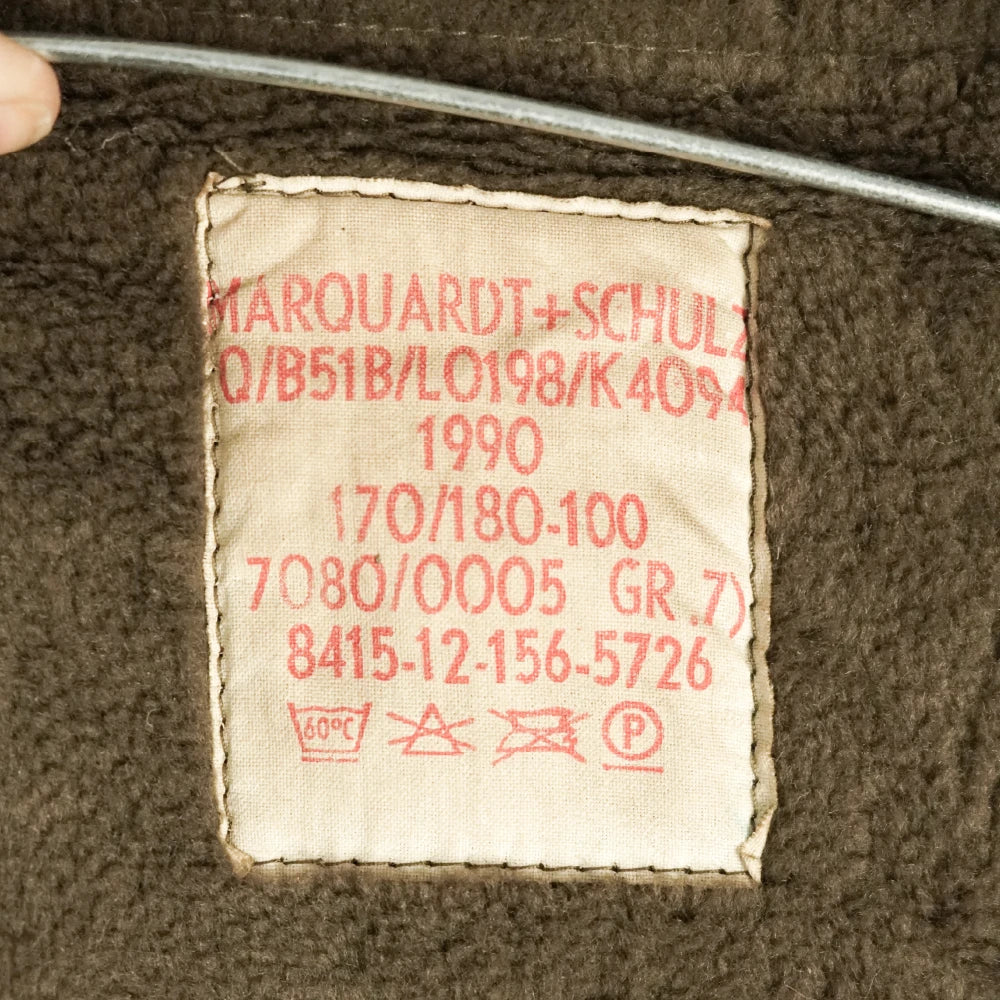 MARQUARDT+SCHULZ
Q/B51B/L0198/K4094
1990
170/180-100
7080/0005 GR.7)
8415-12-156-5726
60°C P